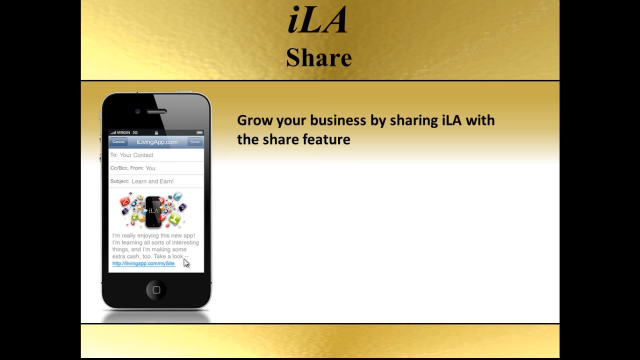 iLA
Share
Grow your business by sharing iLA with
the share feature
iLivingApp.com
To: Your Contact
Cc/Bcc, From: You
Subject: Learn and Earn!
iLA
I'm really enjoying this new app!
I'm learning all sorts of interesting
things, and I'm making some
extra cash, too. Take a look --
http://ilivingapp.com/mySite